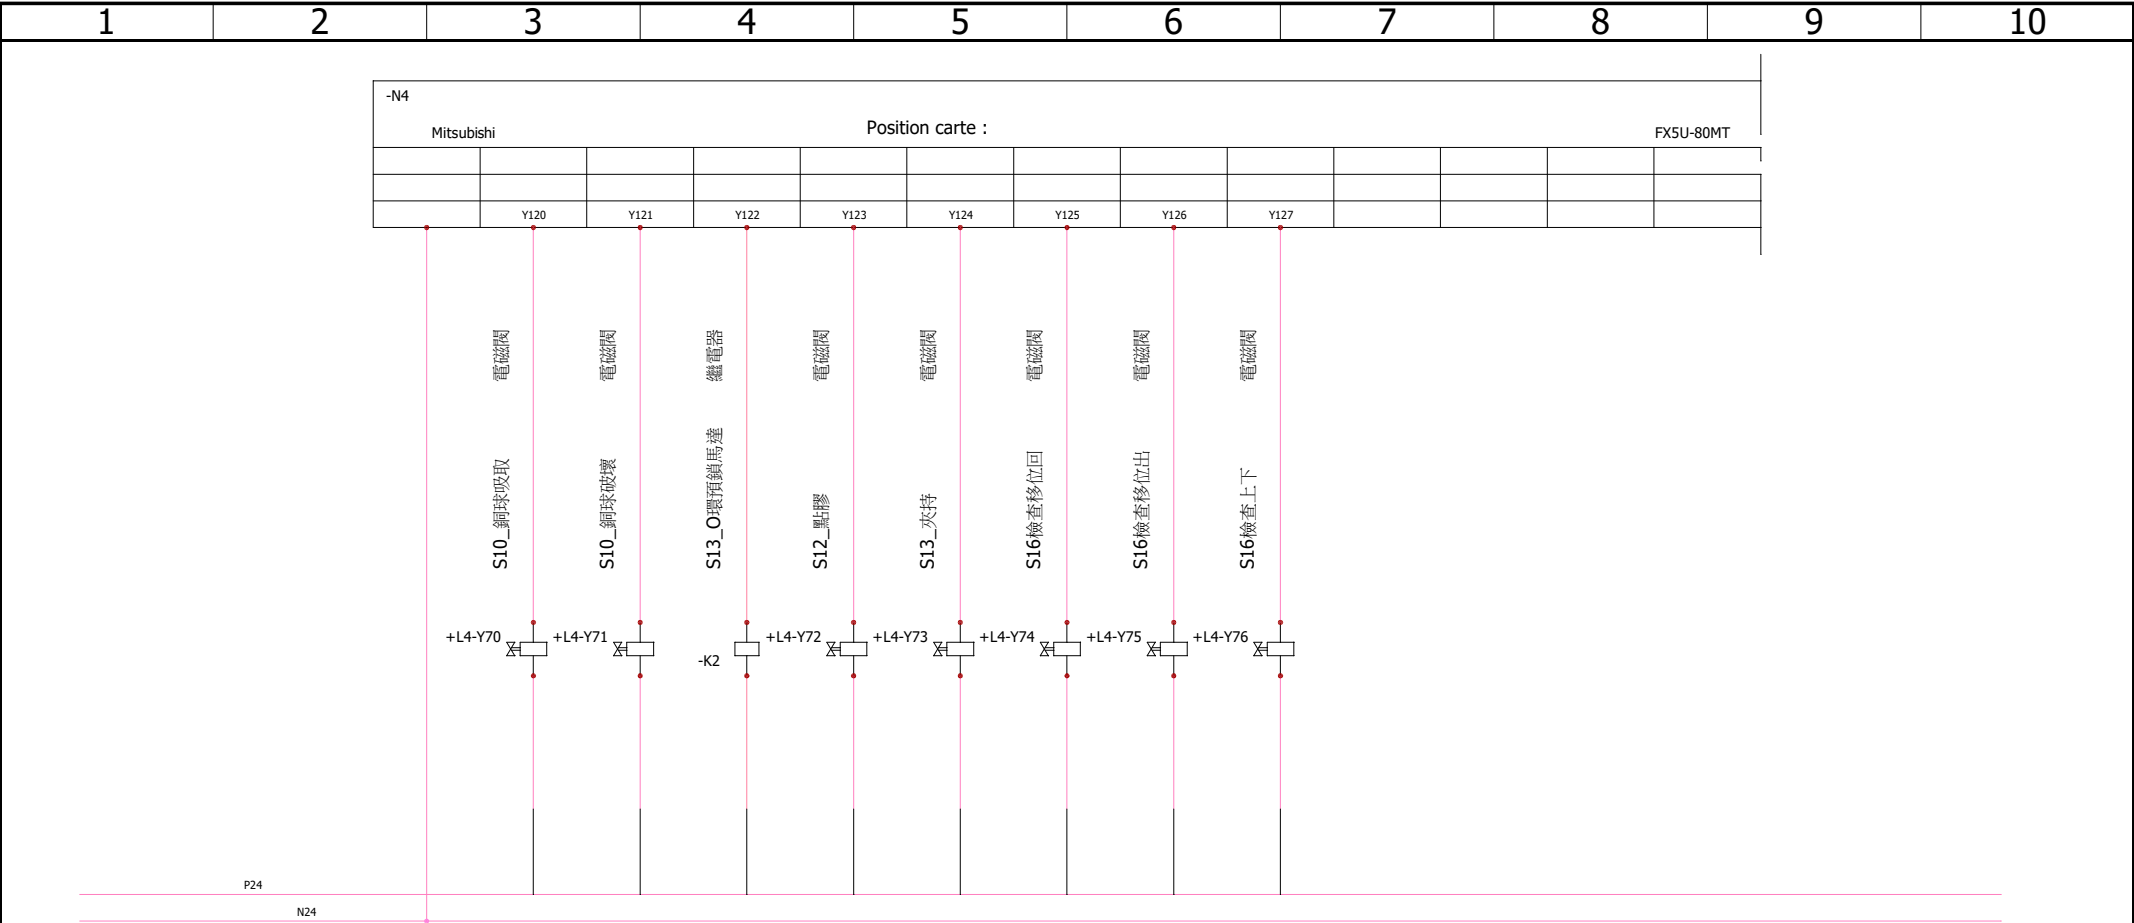 1 2 3 4 5 6 7 8 9 10
-N4
Mitsubishi Position carte : FX5U-80MT
Y120 Y121 Y122 Y123 Y124 Y125 Y126 Y127
S10_銅球吸取 電磁閥
S10_銅球破壞 電磁閥
S13_O環預鎖馬達 繼電器
S12_點膠 電磁閥
S13_夾持 電磁閥
S16檢查移位回 電磁閥
S16檢查移位出 電磁閥
S16檢查上下 電磁閥
+L4-Y70 +L4-Y71 -K2 +L4-Y72 +L4-Y73 +L4-Y74 +L4-Y75 +L4-Y76
P24
N24